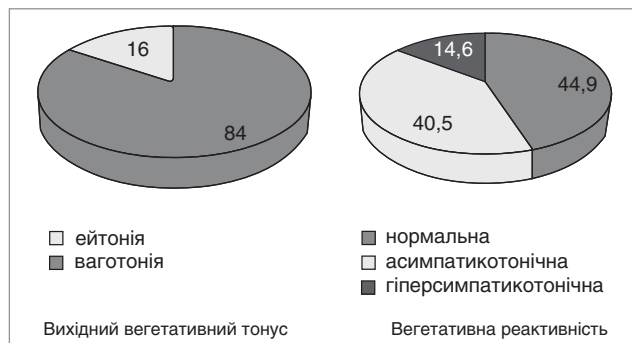 16
84
ейтонія
ваготонія
Вихідний вегетативний тонус
14,6
44,9
40,5
нормальна
асимпатикотонічна
гіперсимпатикотонічна
Вегетативна реактивність